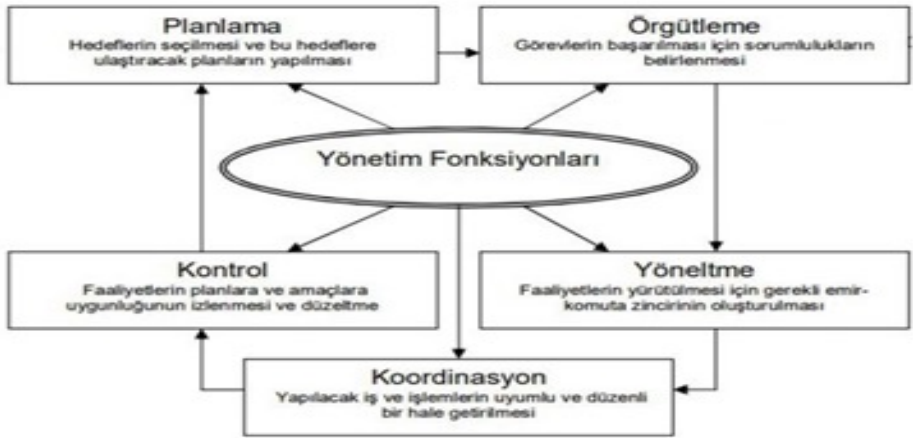 Planlama
Hedeflerin seçilmesi ve bu hedeflere
ulaştıracak planların yapılması
Örgütleme
Görevlerin başarılması için sorumlulukların
belirlenmesi
Yönetim Fonksiyonları
Kontrol
Faaliyetlerin planlara ve amaçlara
uygunluğunun izlenmesi ve düzeltme
Yöneltme
Faaliyetlerin yürütülmesi için gerekli emir-
komuta zincirinin oluşturulması
Koordinasyon
Yapılacak iş ve işlemlerin uyumlu ve düzenli
bir hale getirilmesi